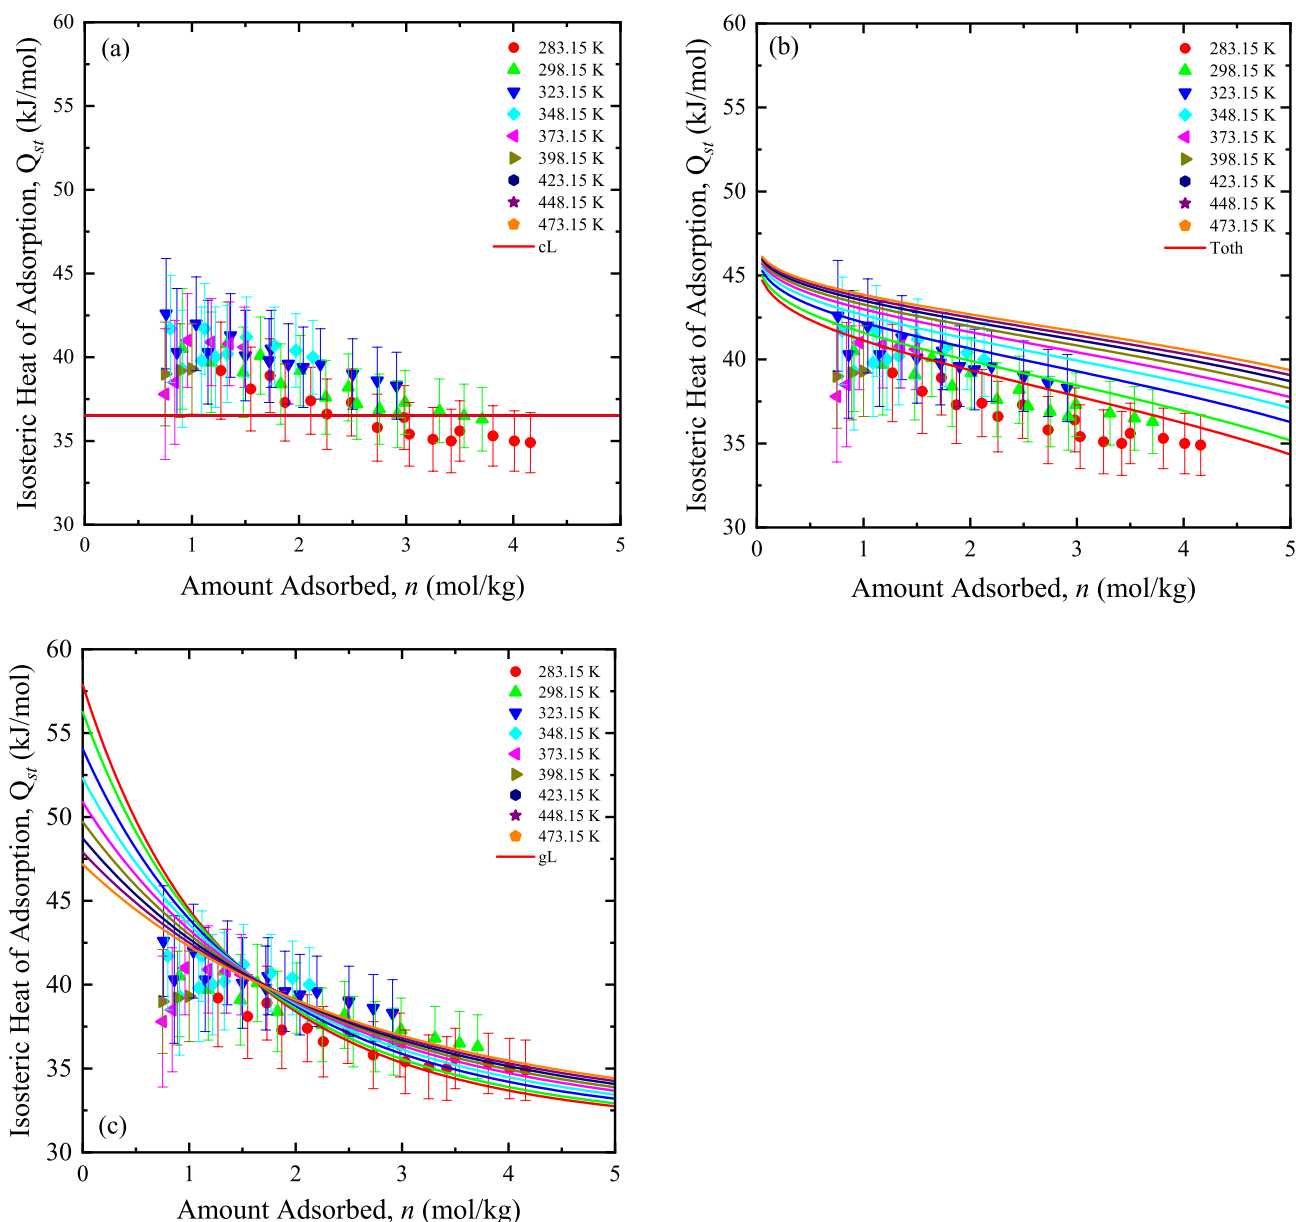 (a)
60
55
50
45
40
35
30
Isosteric Heat of Adsorption, Qst (kJ/mol)
283.15 K
298.15 K
323.15 K
348.15 K
373.15 K
398.15 K
423.15 K
448.15 K
473.15 K
cL
0 1 2 3 4 5
Amount Adsorbed, n (mol/kg)
(b)
60
55
50
45
40
35
30
Isosteric Heat of Adsorption, Qst (kJ/mol)
283.15 K
298.15 K
323.15 K
348.15 K
373.15 K
398.15 K
423.15 K
448.15 K
473.15 K
Toth
0 1 2 3 4 5
Amount Adsorbed, n (mol/kg)
60
55
50
45
40
35
30
Isosteric Heat of Adsorption, Qst (kJ/mol)
283.15 K
298.15 K
323.15 K
348.15 K
373.15 K
398.15 K
423.15 K
448.15 K
473.15 K
gL
(c)
0 1 2 3 4 5
Amount Adsorbed, n (mol/kg)